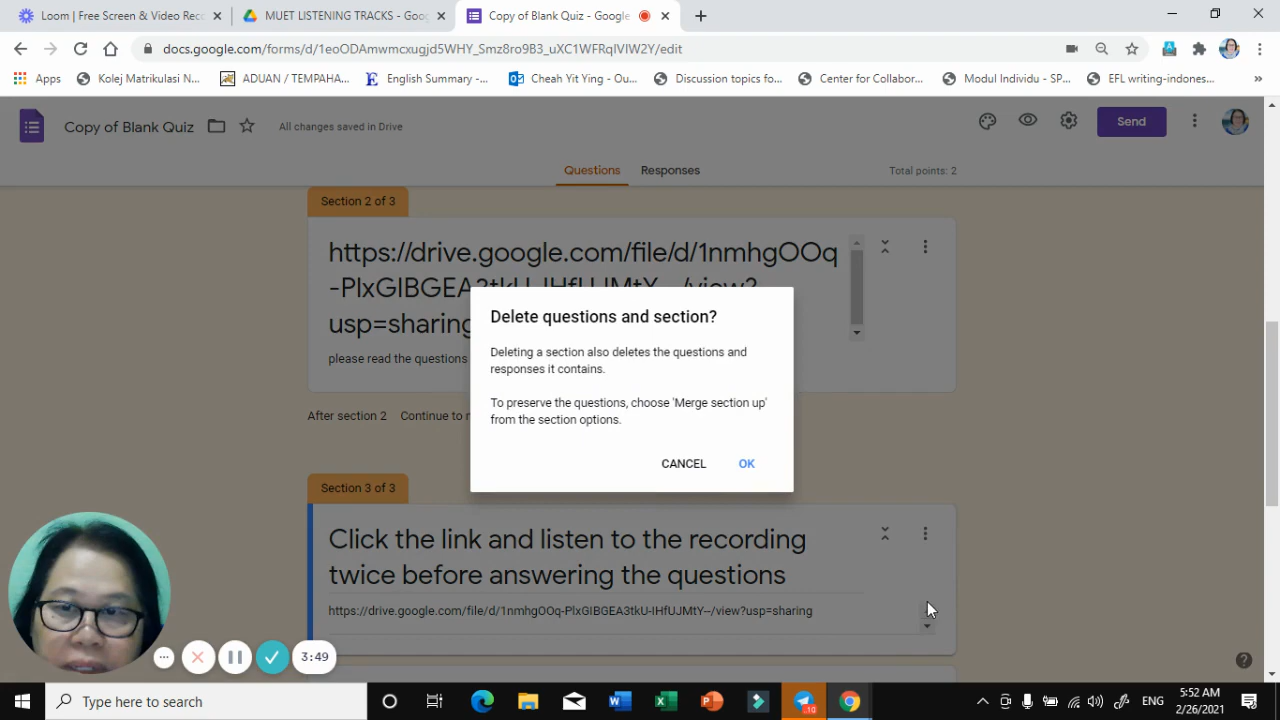 Loom | Free Screen & Video Rec
MUET LISTENING TRACKS - Goo
Copy of Blank Quiz - Google
docs.google.com/forms/d/1eoODAmwmcxugjd5WHY_Smz8ro9B3_uXC1WFRqlVIW2Y/edit
Apps
Kolej Matrikulasi N...
ADUAN / TEMPAHA...
English Summary -...
Cheah Yit Ying - Ou...
Discussion topics fo...
Center for Collabor...
Modul Individu - SP...
EFL writing-indones...
»
Copy of Blank Quiz
All changes saved in Drive
Send
Questions
Responses
Total points: 2
Section 2 of 3
https://drive.google.com/file/d/1nmhgOOq
-PlxGIBGEA3tkU-IHfUJMtY--/view?
usp=sharing
please read the questions
After section 2
Continue to n
Delete questions and section?
Deleting a section also deletes the questions and
responses it contains.
To preserve the questions, choose 'Merge section up'
from the section options.
CANCEL
OK
Section 3 of 3
Click the link and listen to the recording
twice before answering the questions
https://drive.google.com/file/d/1nmhgOOq-PlxGIBGEA3tkU-IHfUJMtY--/view?usp=sharing
3:49
Type here to search
10
ENG
5:52 AM
2/26/2021